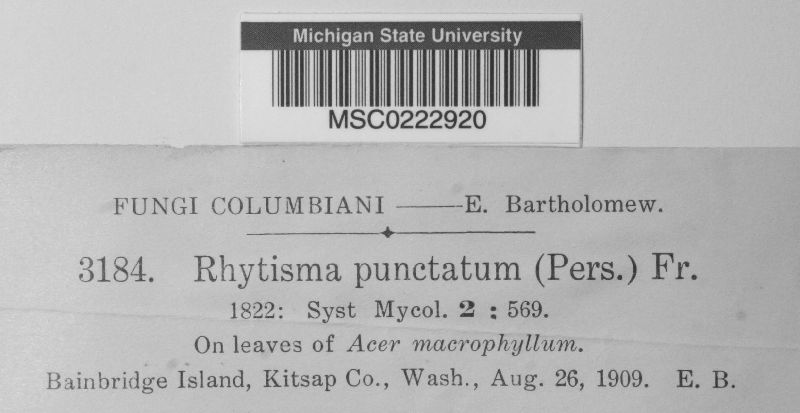 Michigan State University
MSC0222920
FUNGI COLUMBIANI ——— E. Bartholomew.
3184. Rhytisma punctatum (Pers.) Fr.
1822: Syst Mycol. 2 : 569.
On leaves of Acer macrophyllum.
Bainbridge Island, Kitsap Co., Wash., Aug. 26, 1909. E. B.